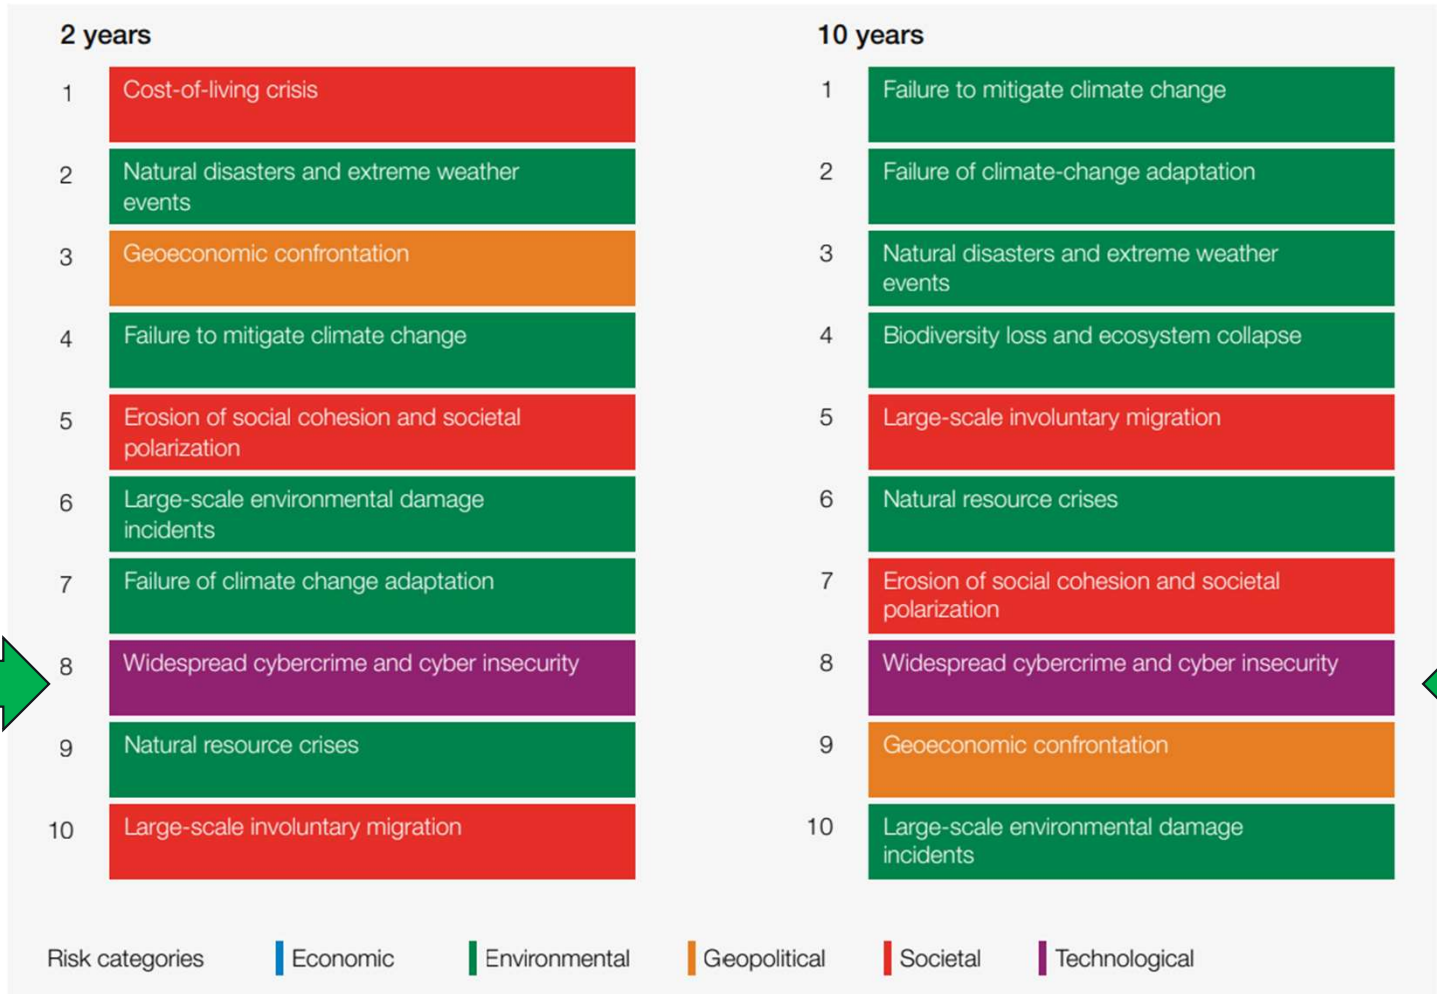 2 years
1
Cost-of-living crisis
2
Natural disasters and extreme weather
events
3
Geoeconomic confrontation
4
Failure to mitigate climate change
5
Erosion of social cohesion and societal
polarization
6
Large-scale environmental damage
incidents
7
Failure of climate change adaptation
8
Widespread cybercrime and cyber insecurity
9
Natural resource crises
10
Large-scale involuntary migration
10 years
1
Failure to mitigate climate change
2
Failure of climate-change adaptation
3
Natural disasters and extreme weather
events
4
Biodiversity loss and ecosystem collapse
5
Large-scale involuntary migration
6
Natural resource crises
7
Erosion of social cohesion and societal
polarization
8
Widespread cybercrime and cyber insecurity
9
Geoeconomic confrontation
10
Large-scale environmental damage
incidents
Risk categories
Economic
Environmental
Geopolitical
Societal
Technological